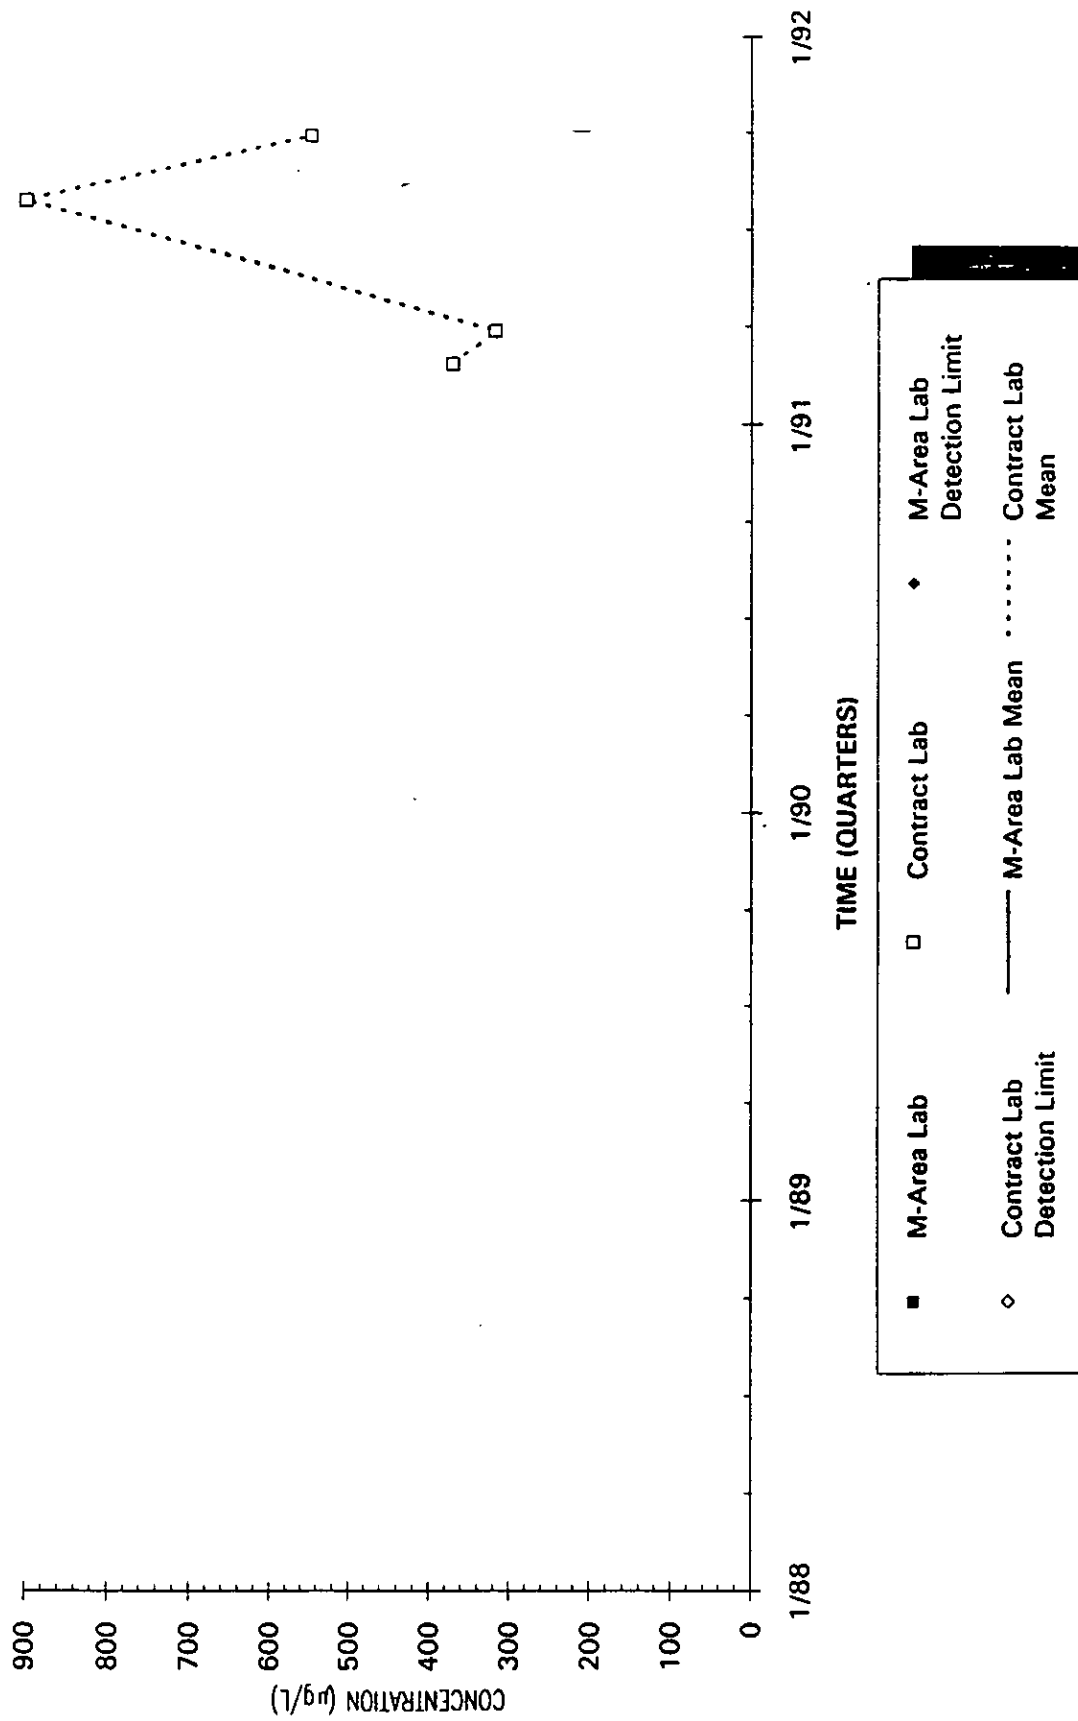 CONCENTRATION (µg/L)
900
800
700
600
500
400
300
200
100
0
1/88
1/89
1/90
1/91
1/92
TIME (QUARTERS)
M-Area Lab
Contract Lab
M-Area Lab
Detection Limit
Contract Lab
Detection Limit
M-Area Lab Mean
Contract Lab
Mean